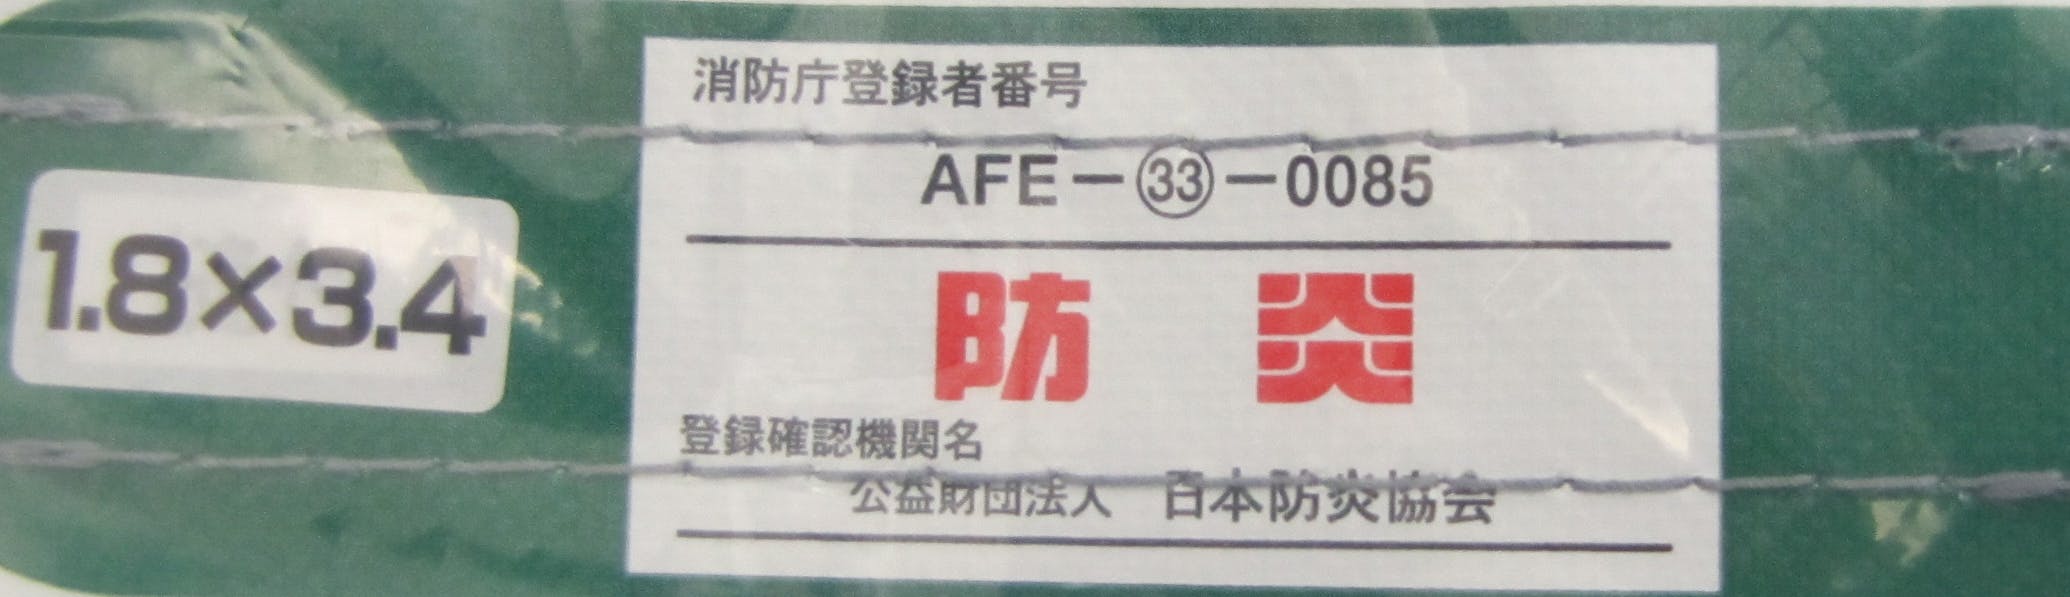 1.8×3.4
消防庁登録者番号
AFE－㉝－0085
防炎
登録確認機関名
公益財団法人 日本防炎協会